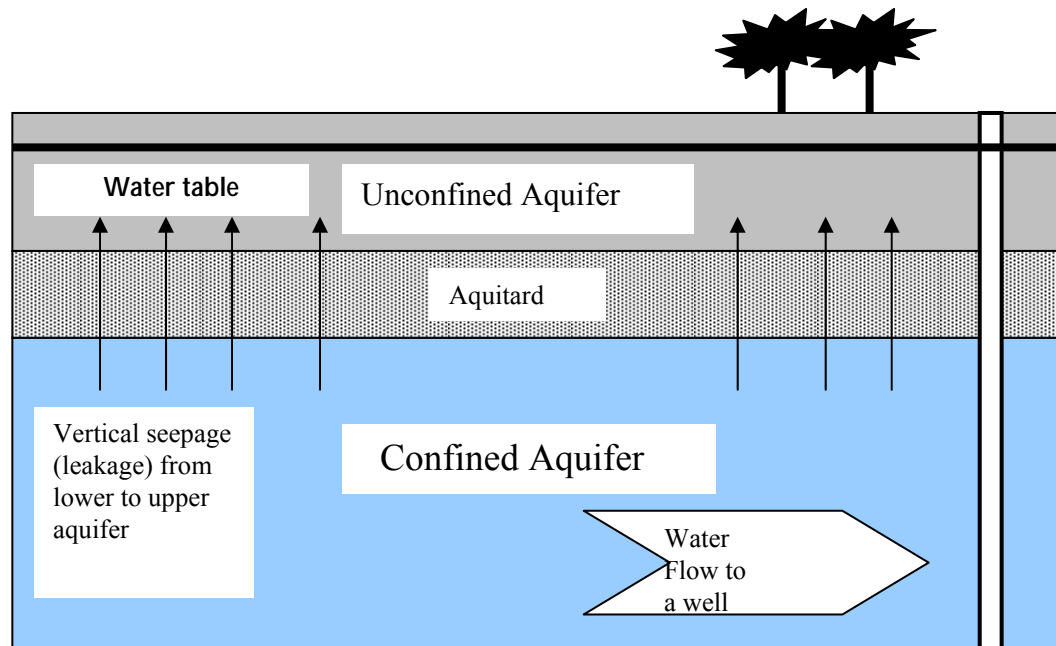 Water table
Unconfined Aquifer
Aquitard
Vertical seepage
(leakage) from
lower to upper
aquifer
Confined Aquifer
Water
Flow to
a well